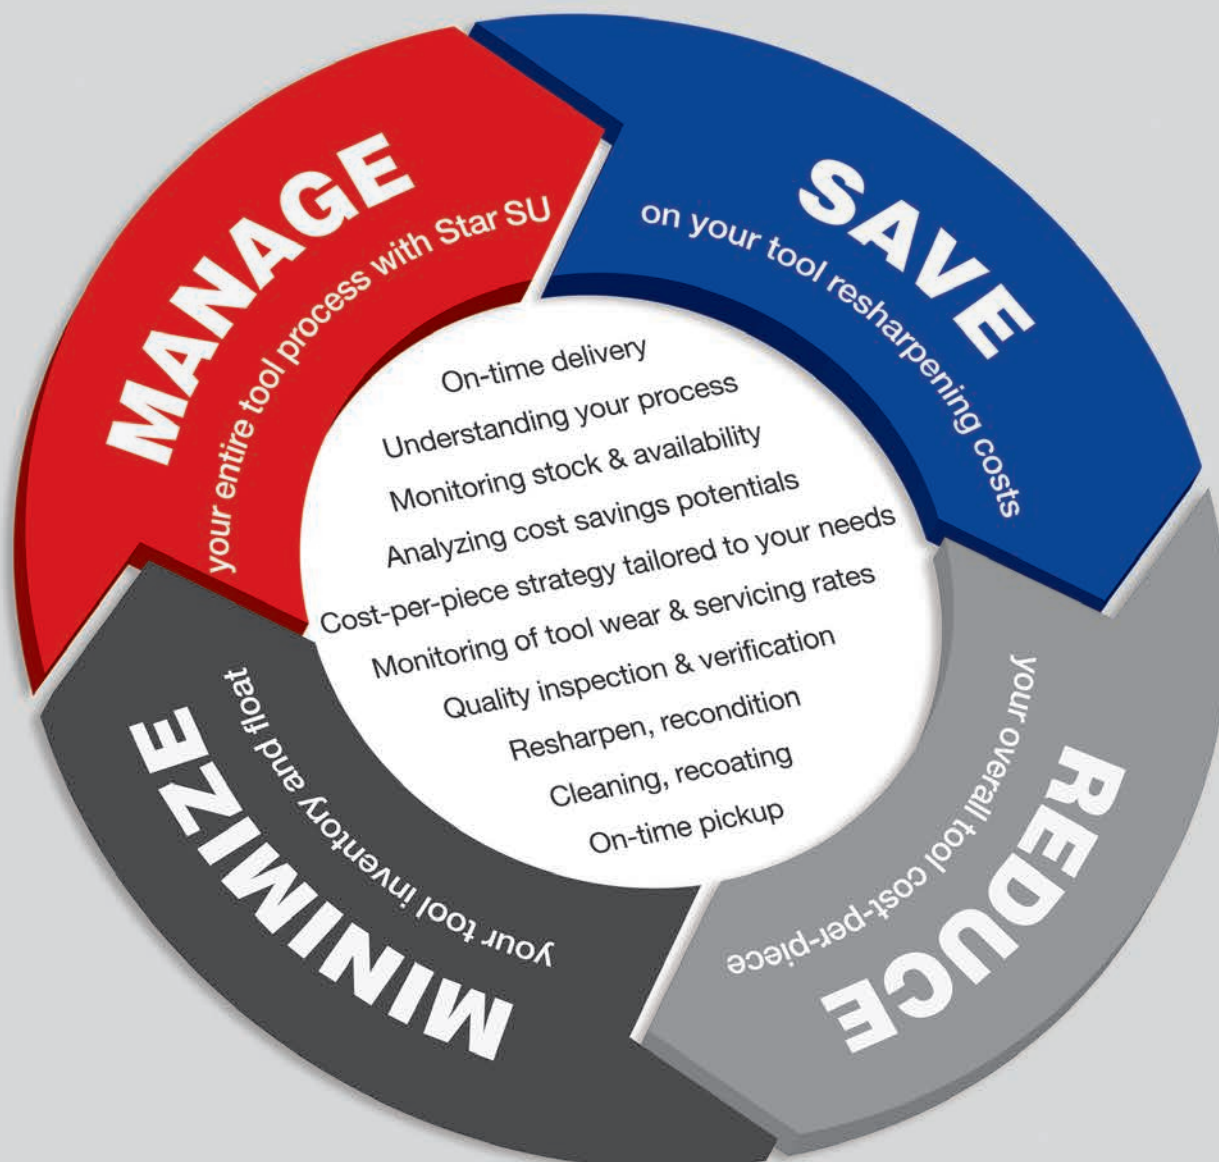 MANAGE
your entire tool process with Star SU
SAVE
on your tool resharpening costs
REDUCE
your overall tool cost-per-piece
MINIMIZE
your tool inventory and float
On-time delivery
Understanding your process
Monitoring stock & availability
Analyzing cost savings potentials
Cost-per-piece strategy tailored to your needs
Monitoring of tool wear & servicing rates
Quality inspection & verification
Resharpen, recondition
Cleaning, recoating
On-time pickup